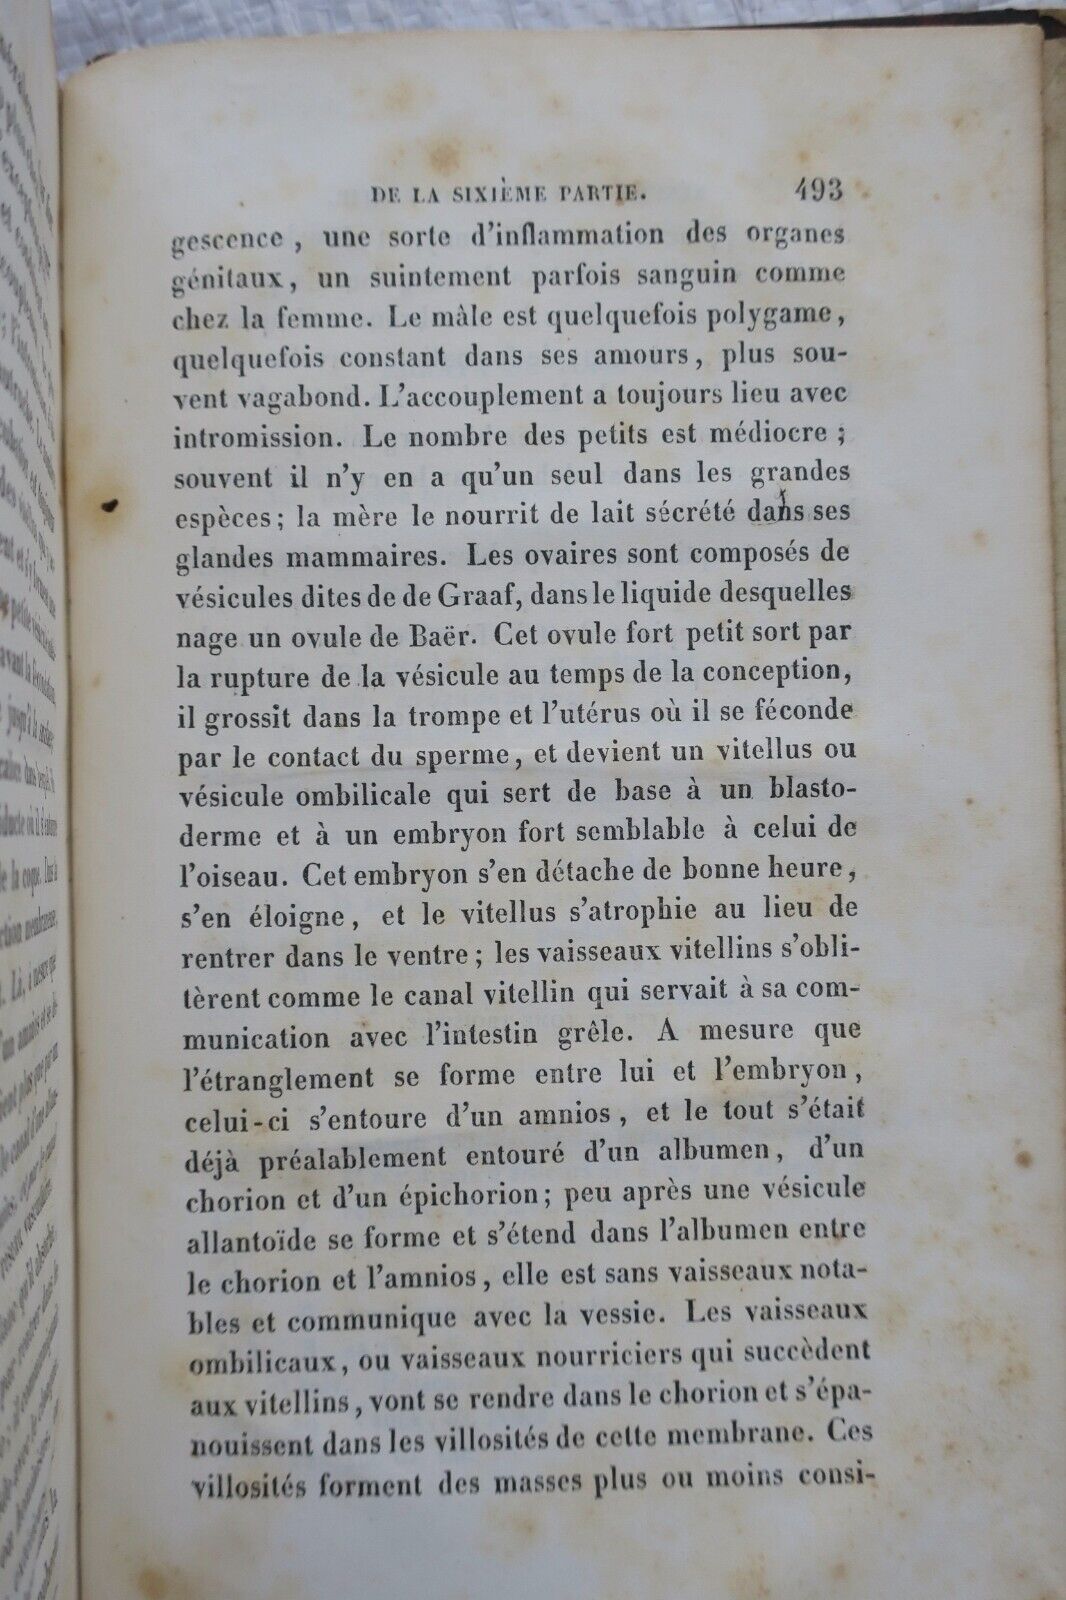 DE LA SIXIÈME PARTIE. 493
gescence, une sorte d'inflammation des organes
génitaux, un suintement parfois sanguin comme
chez la femme. Le mâle est quelquefois polygame,
quelquefois constant dans ses amours, plus sou-
vent vagabond. L'accouplement a toujours lieu avec
intromission. Le nombre des petits est médiocre;
souvent il n'y en a qu'un seul dans les grandes
espèces; la mère le nourrit de lait sécrété dans ses
glandes mammaires. Les ovaires sont composés de
vésicules dites de de Graaf, dans le liquide desquelles
nage un ovule de Baër. Cet ovule fort petit sort par
la rupture de la vésicule au temps de la conception,
il grossit dans la trompe et l'utérus où il se féconde
par le contact du sperme, et devient un vitellus ou
vésicule ombilicale qui sert de base à un blasto-
derme et à un embryon fort semblable à celui de
l'oiseau. Cet embryon s'en détache de bonne heure,
s'en éloigne, et le vitellus s'atrophie au lieu de
rentrer dans le ventre; les vaisseaux vitellins s'obli-
tèrent comme le canal vitellin qui servait à sa com-
munication avec l'intestin grêle. A mesure que
l'étranglement se forme entre lui et l'embryon,
celui-ci s'entoure d'un amnios, et le tout s'était
déjà préalablement entouré d'un albumen, d'un
chorion et d'un épichorion; peu après une vésicule
allantoïde se forme et s'étend dans l'albumen entre
le chorion et l'amnios, elle est sans vaisseaux nota-
bles et communique avec la vessie. Les vaisseaux
ombilicaux, ou vaisseaux nourriciers qui succèdent
aux vitellins, vont se rendre dans le chorion et s'épa-
nouissent dans les villosités de cette membrane. Ces
villosités forment des masses plus ou moins consi-